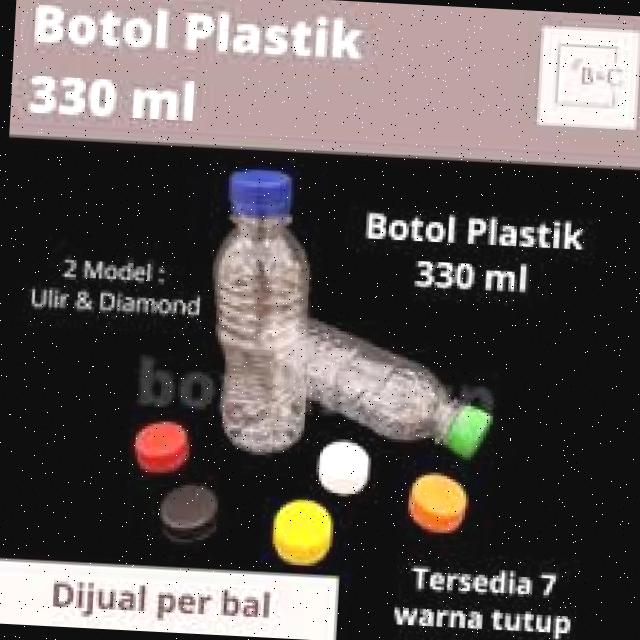 Botol Plastik
330 ml
B&C
Botol Plastik
330 ml
2 Model :
Ulir & Diamond
Tersedia 7
warna tutup
Dijual per bal